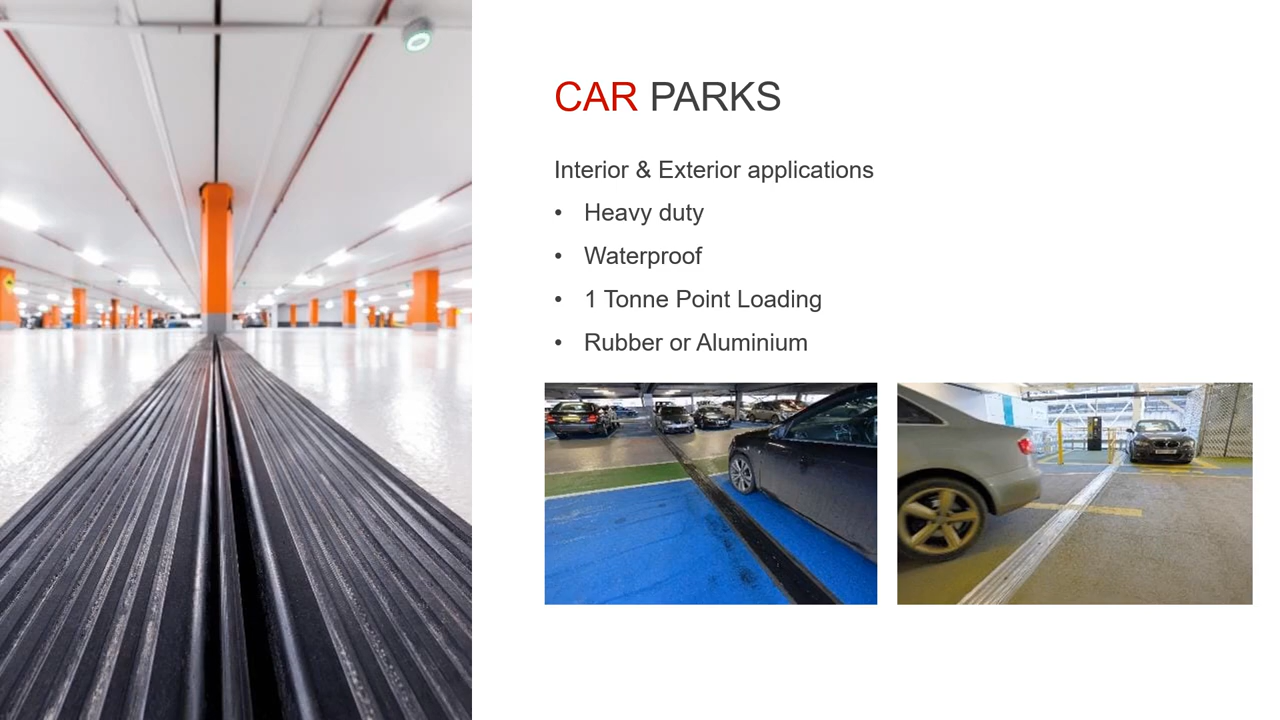 CAR PARKS
Interior & Exterior applications
• Heavy duty
• Waterproof
• 1 Tonne Point Loading
• Rubber or Aluminium